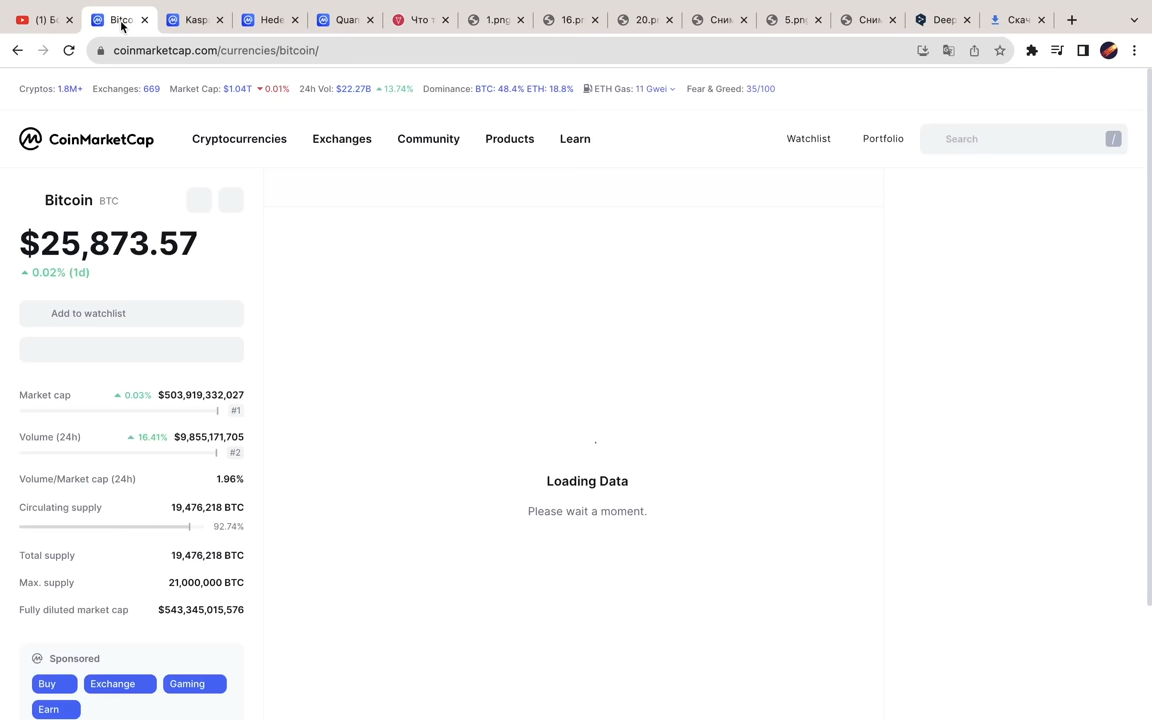 (1) Бо
Bitco
Kasp
Hede
Quan
Что т
1.png
16.pr
20.p
Сним
5.png
Сним
Deep
Скач
coinmarketcap.com/currencies/bitcoin/
Cryptos: 1.8M+ Exchanges: 669 Market Cap: $1.04T 0.01% 24h Vol: $22.27B 13.74% Dominance: BTC: 48.4% ETH: 18.8% ETH Gas: 11 Gwei Fear & Greed: 35/100
CoinMarketCap Cryptocurrencies Exchanges Community Products Learn Watchlist Portfolio Search /
Bitcoin BTC
$25,873.57
0.02% (1d)
Add to watchlist
Market cap 0.03% $503,919,332,027
#1
Volume (24h) 16.41% $9,855,171,705
#2
Volume/Market cap (24h) 1.96%
Circulating supply 19,476,218 BTC
92.74%
Total supply 19,476,218 BTC
Max. supply 21,000,000 BTC
Fully diluted market cap $543,345,015,576
Sponsored
Buy Exchange Gaming
Earn
Loading Data
Please wait a moment.